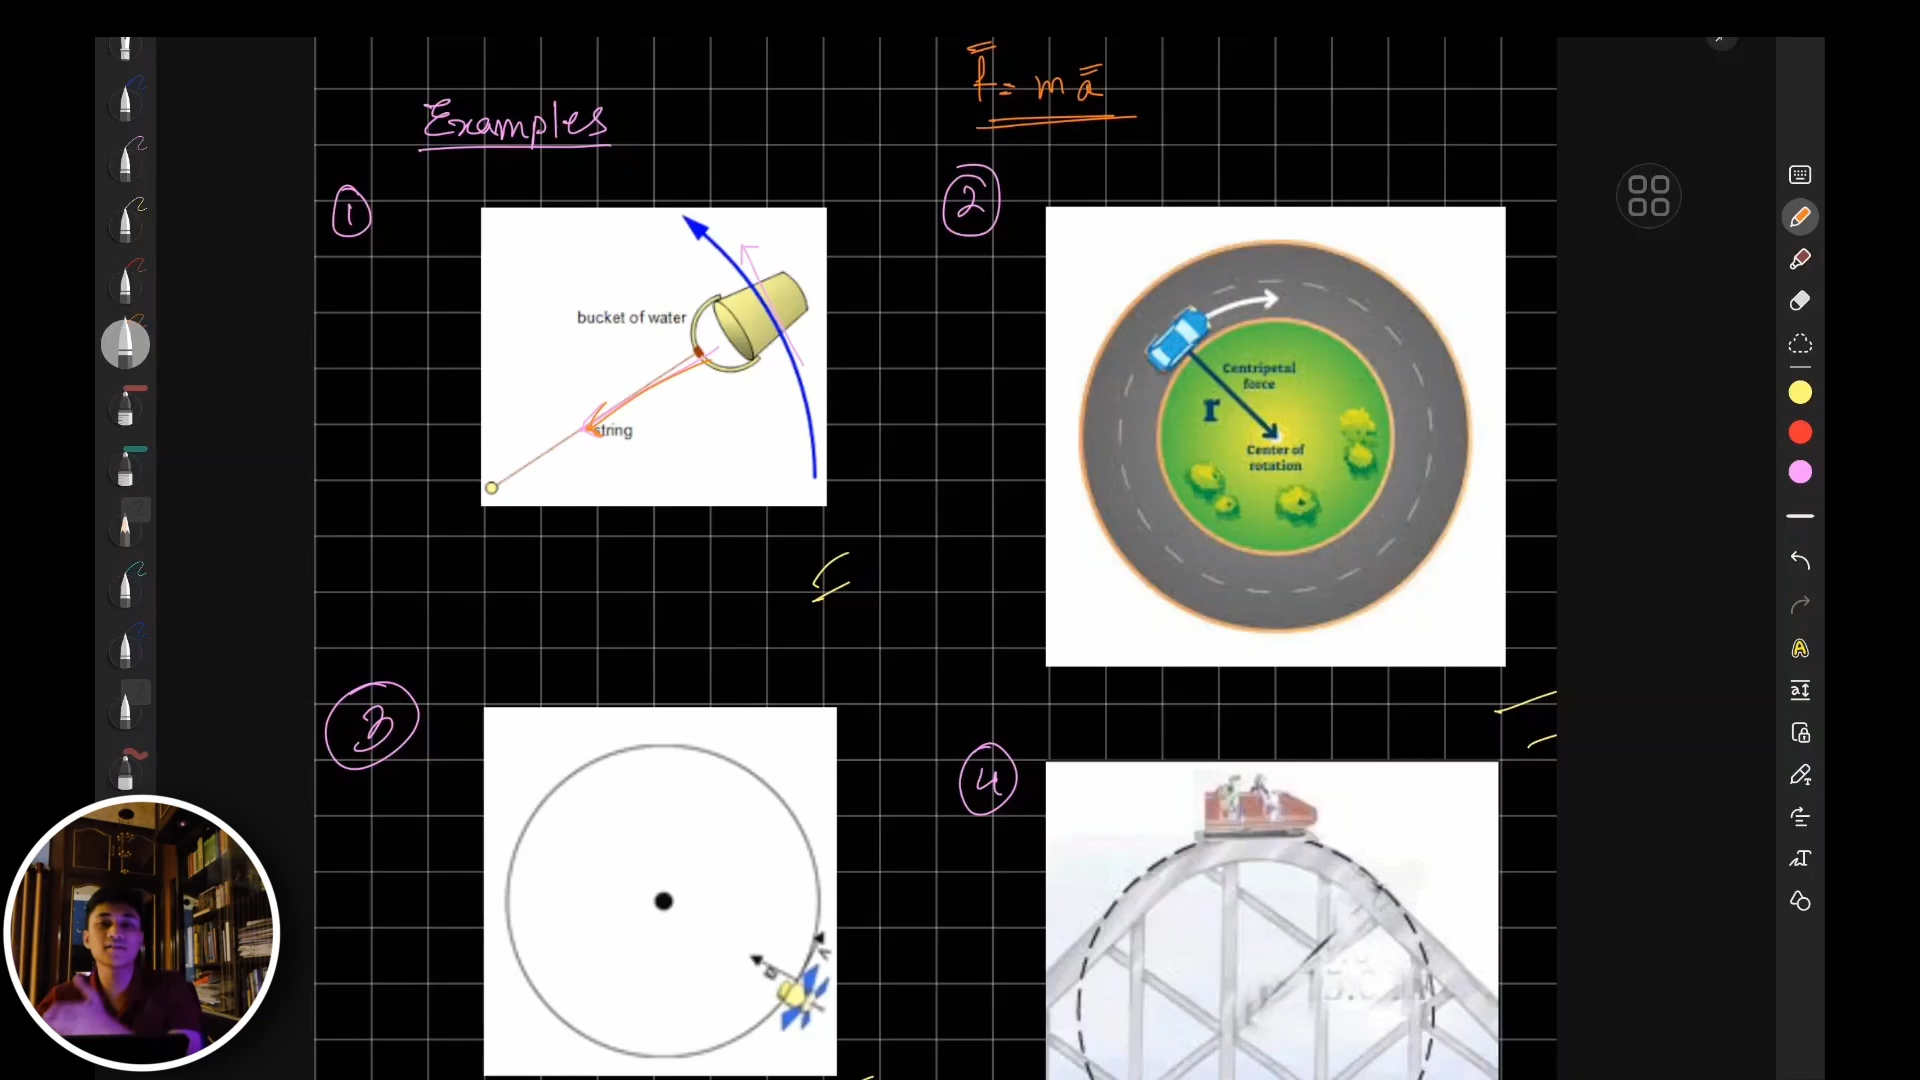 F = ma
Examples
1
2
bucket of water
string
Centripetal
force
r
Center of
rotation
3
4
a
v